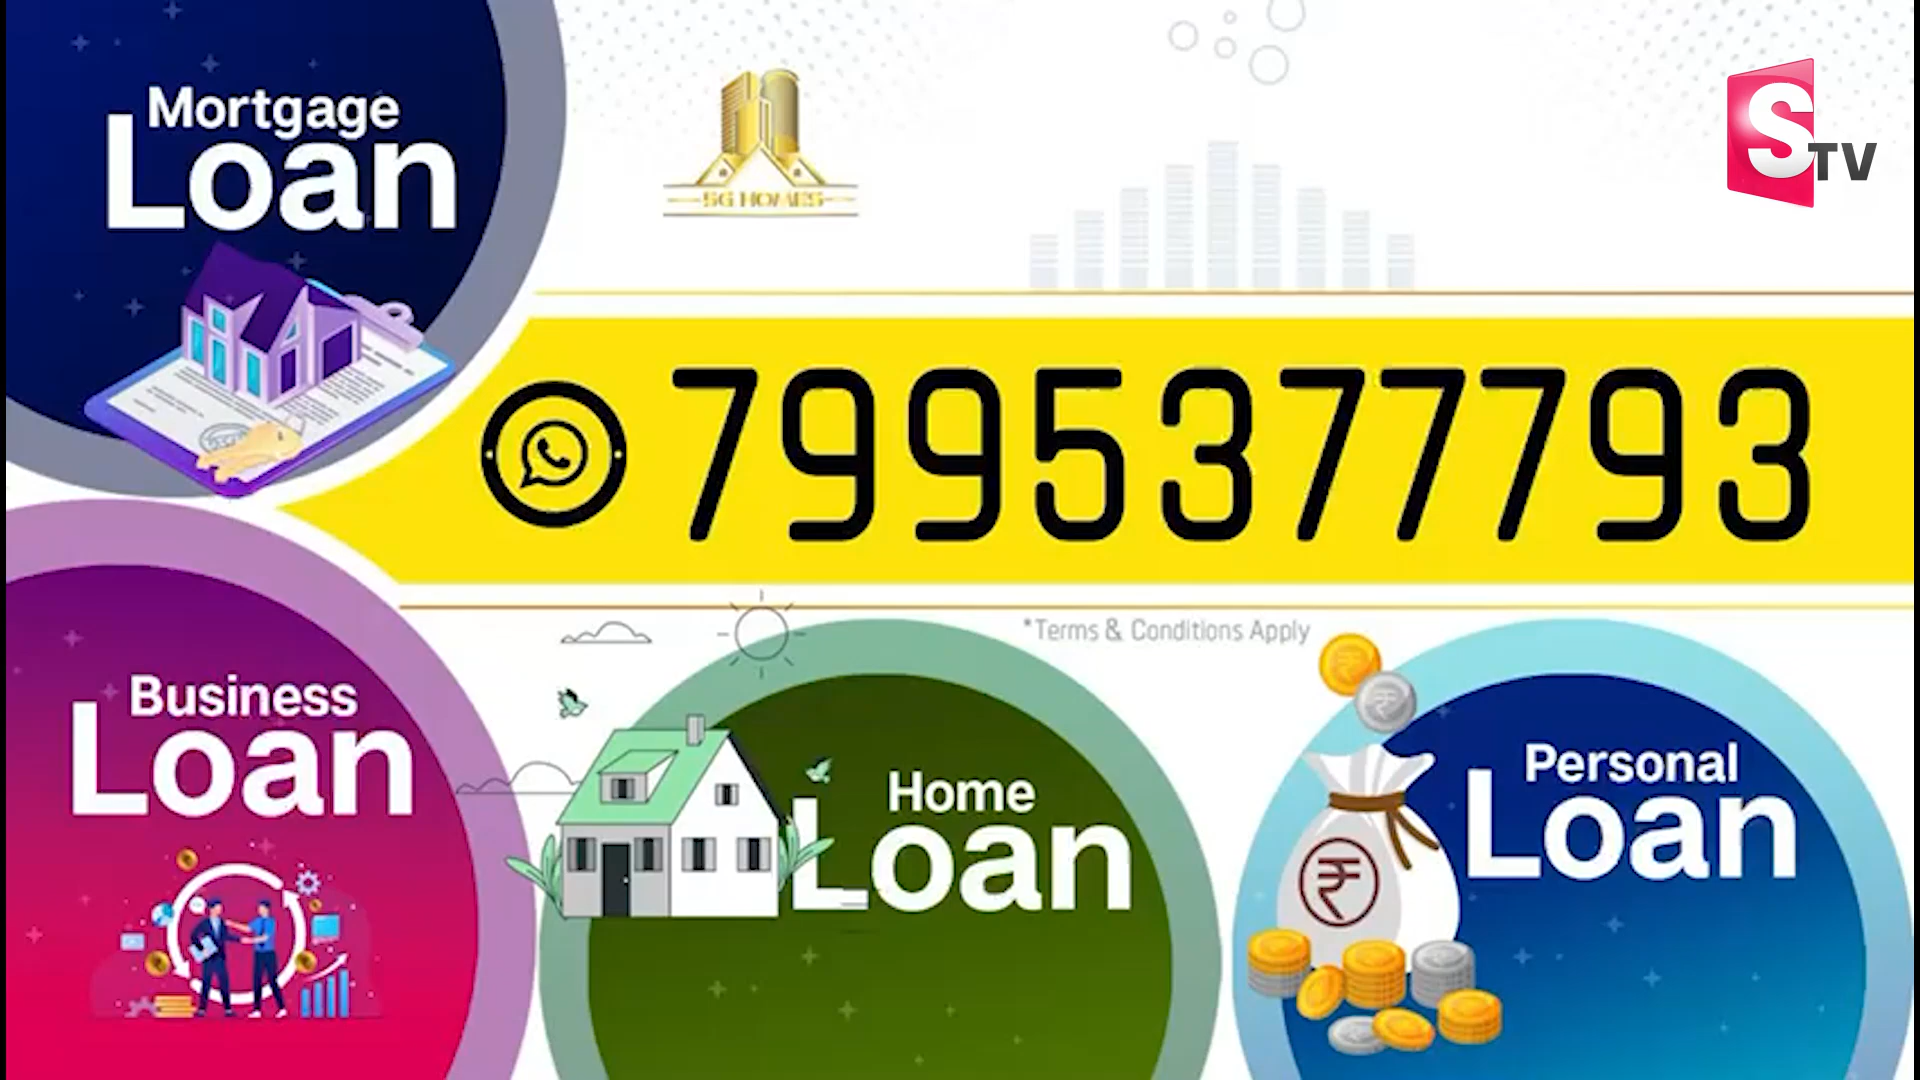 Mortgage
Loan
SG HOMES
STV
7995377793
*Terms & Conditions Apply
Business
Loan
Home
Loan
Personal
Loan